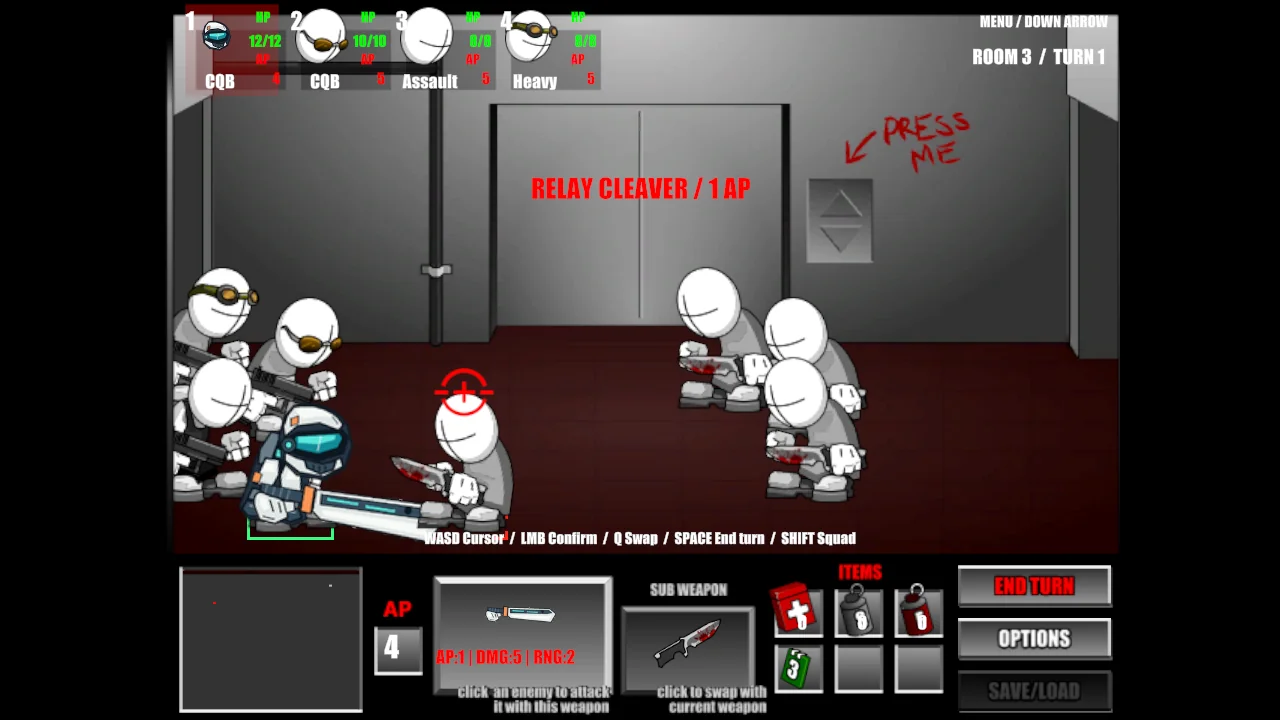 1 HP 2 HP 3 HP 4 HP
12/12 10/10 8/8 8/8
AP AP AP AP
CQB 4 CQB 5 Assault 5 Heavy 5
MENU / DOWN ARROW
ROOM 3 / TURN 1
PRESS
ME
RELAY CLEAVER / 1 AP
WASD Cursor / LMB Confirm / Q Swap / SPACE End turn / SHIFT Squad
AP
4
AP:1 | DMG:5 | RNG:2
click an enemy to attack
it with this weapon
SUB WEAPON
click to swap with
current weapon
ITEMS
3
END TURN
OPTIONS
SAVE/LOAD